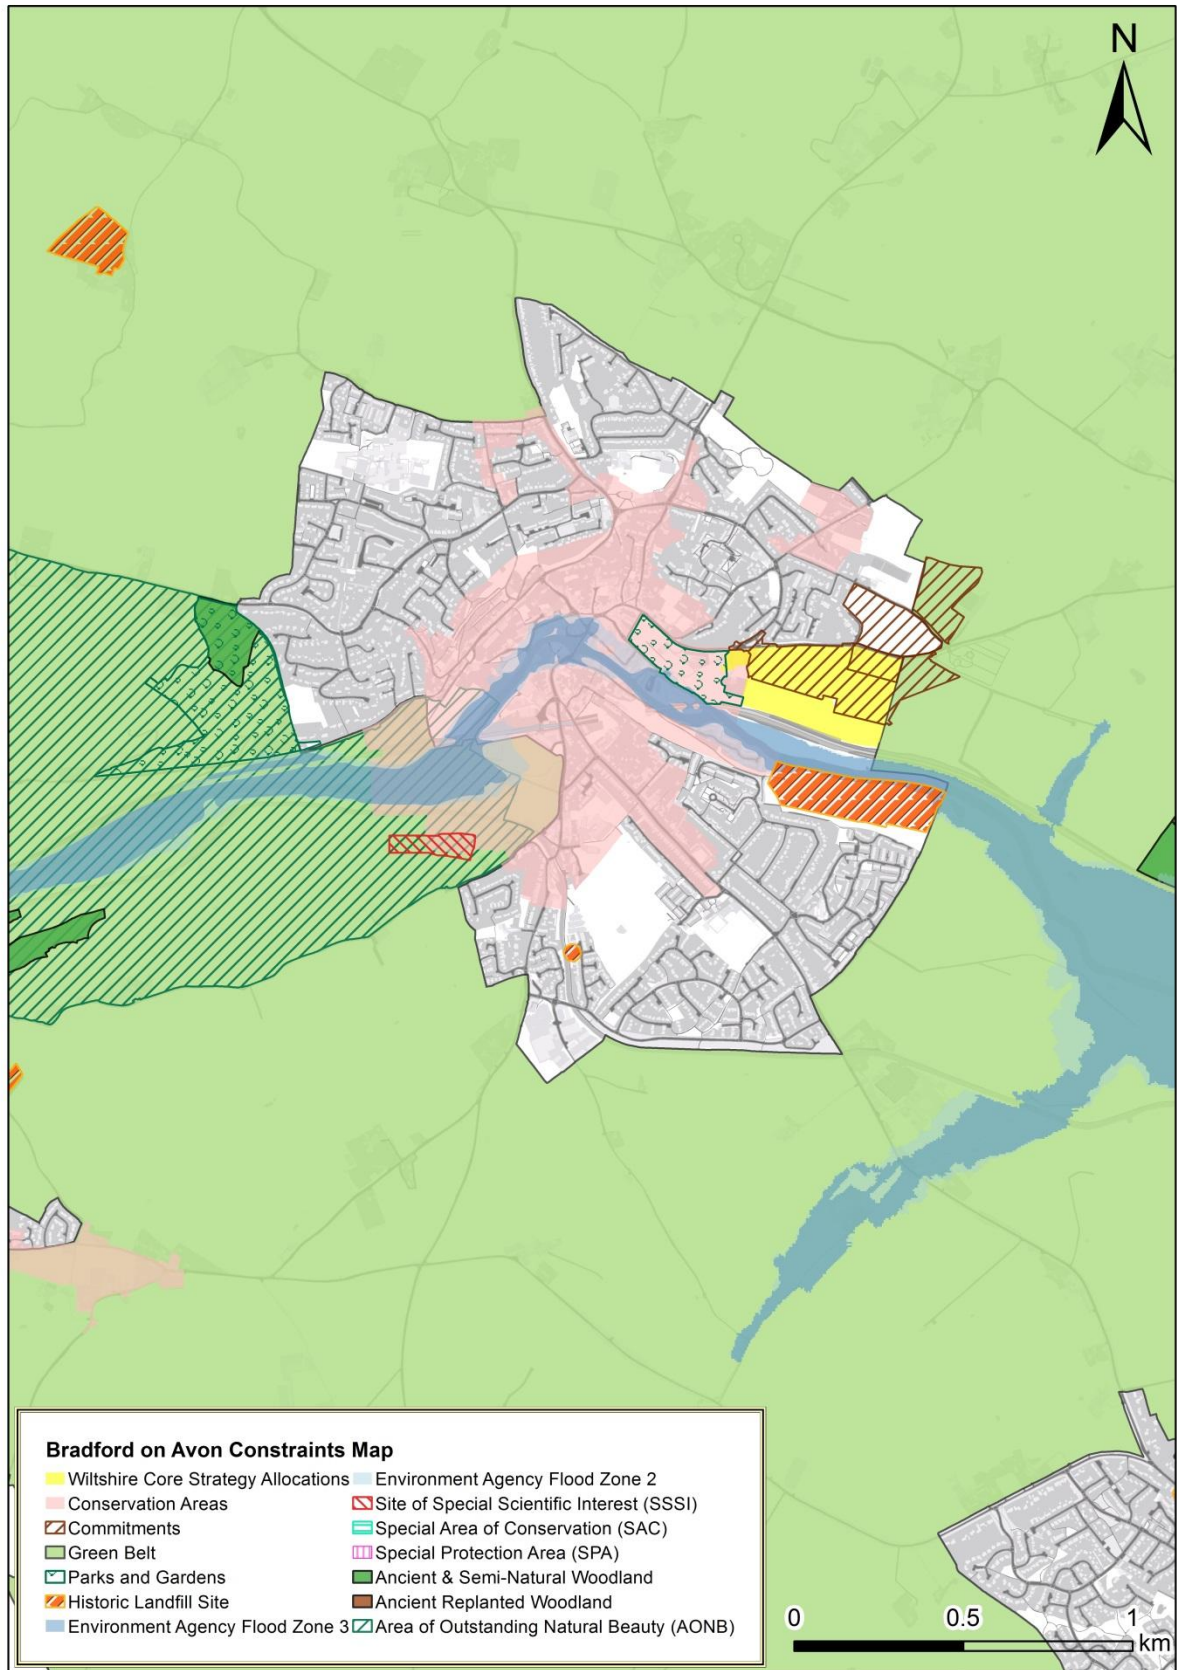 N
Bradford on Avon Constraints Map
Wiltshire Core Strategy Allocations
Conservation Areas
Commitments
Green Belt
Parks and Gardens
Historic Landfill Site
Environment Agency Flood Zone 3
Environment Agency Flood Zone 2
Site of Special Scientific Interest (SSSI)
Special Area of Conservation (SAC)
Special Protection Area (SPA)
Ancient & Semi-Natural Woodland
Ancient Replanted Woodland
Area of Outstanding Natural Beauty (AONB)
0 0.5 1
km